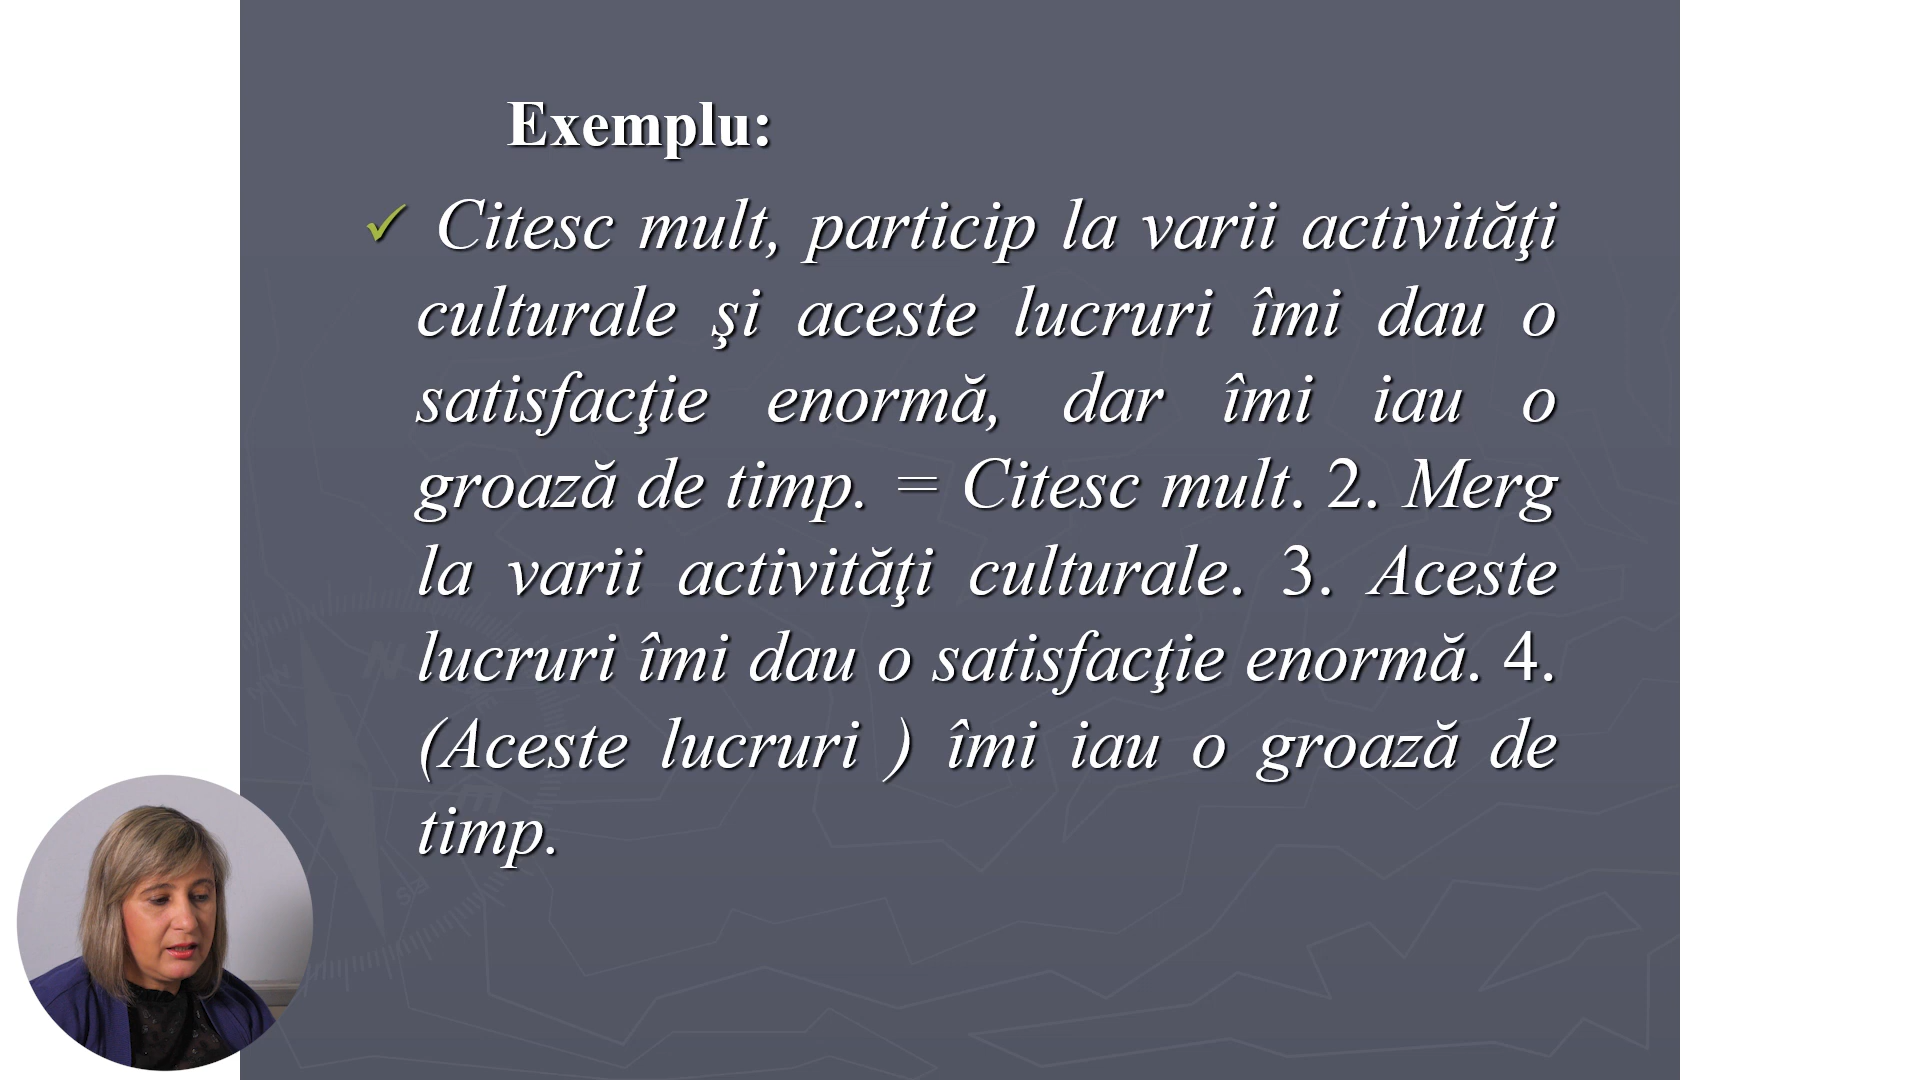 Exemplu:
✓ Citesc mult, particip la varii activităţi
culturale şi aceste lucruri îmi dau o
satisfacţie enormă, dar îmi iau o
groază de timp. = Citesc mult. 2. Merg
la varii activităţi culturale. 3. Aceste
lucruri îmi dau o satisfacţie enormă. 4.
(Aceste lucruri ) îmi iau o groază de
timp.